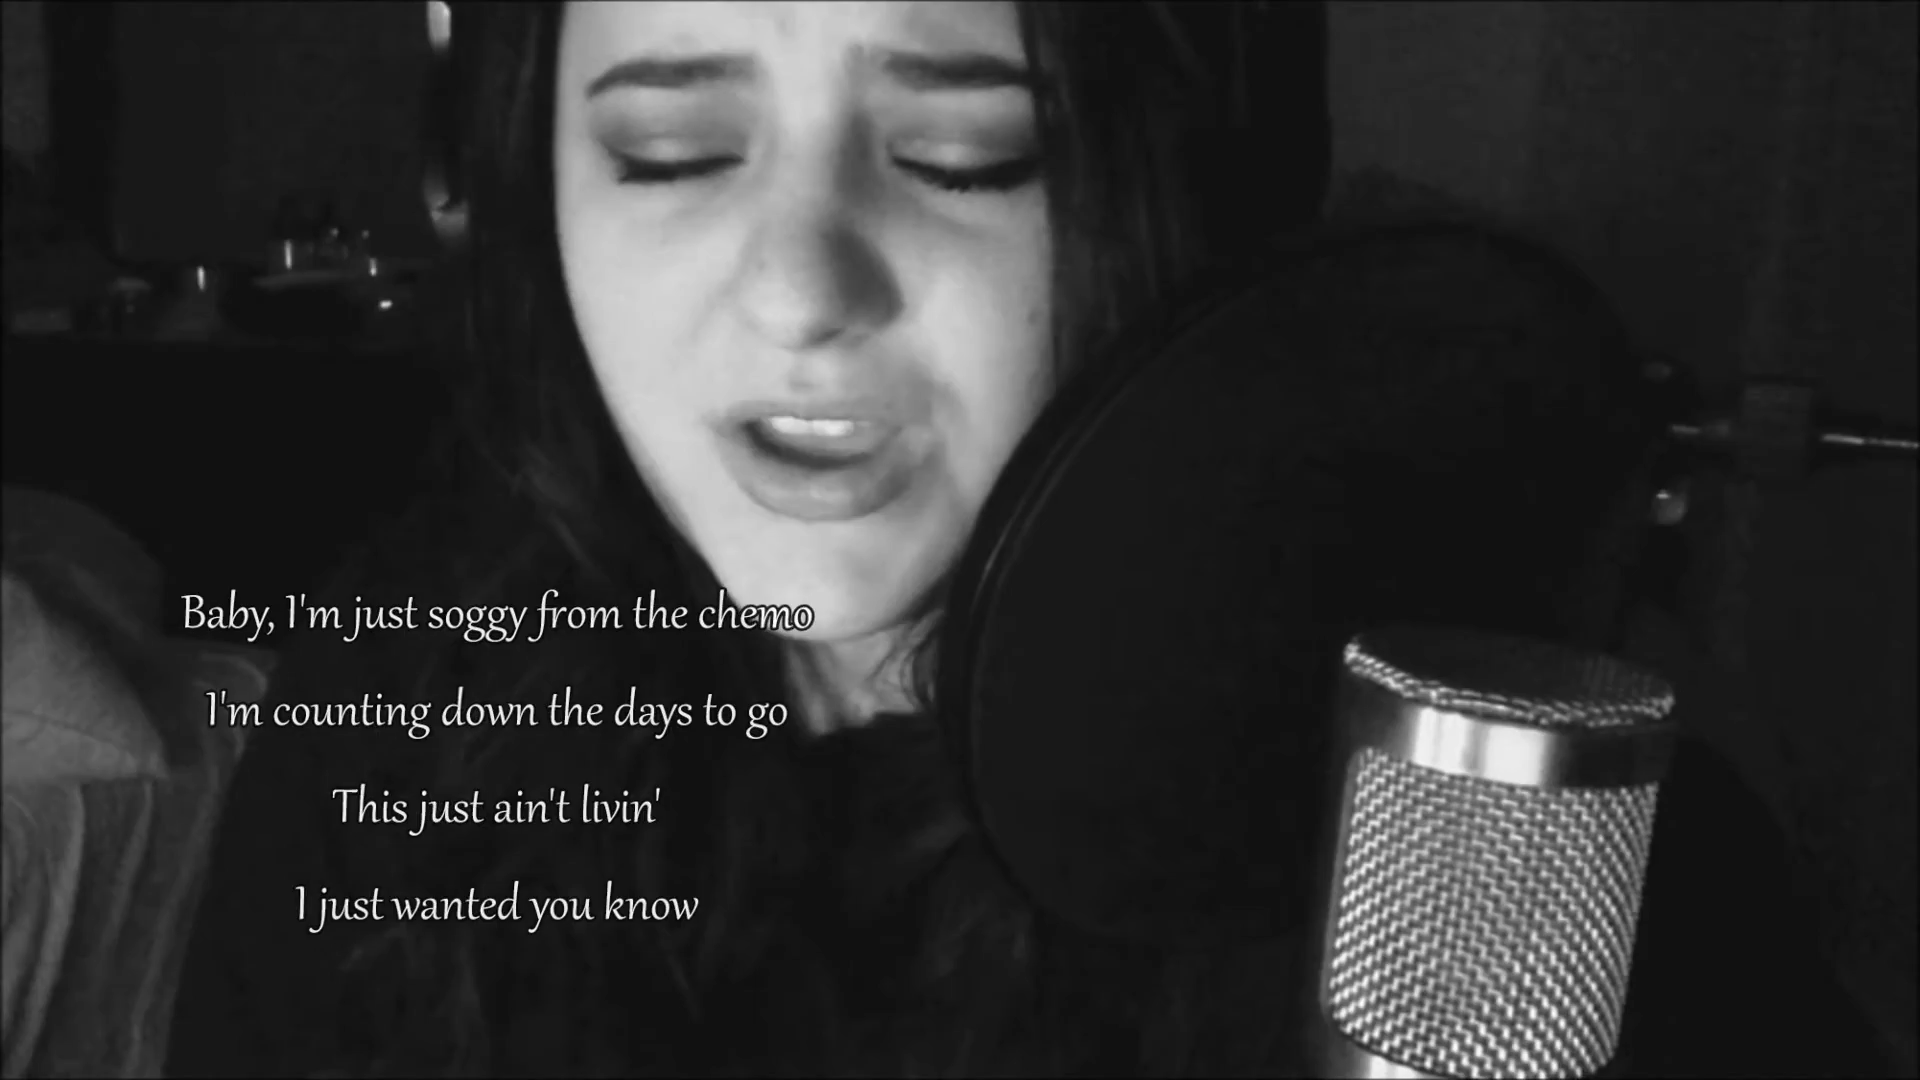 Baby, I'm just soggy from the chemo
I'm counting down the days to go
This just ain't livin'
I just wanted you know